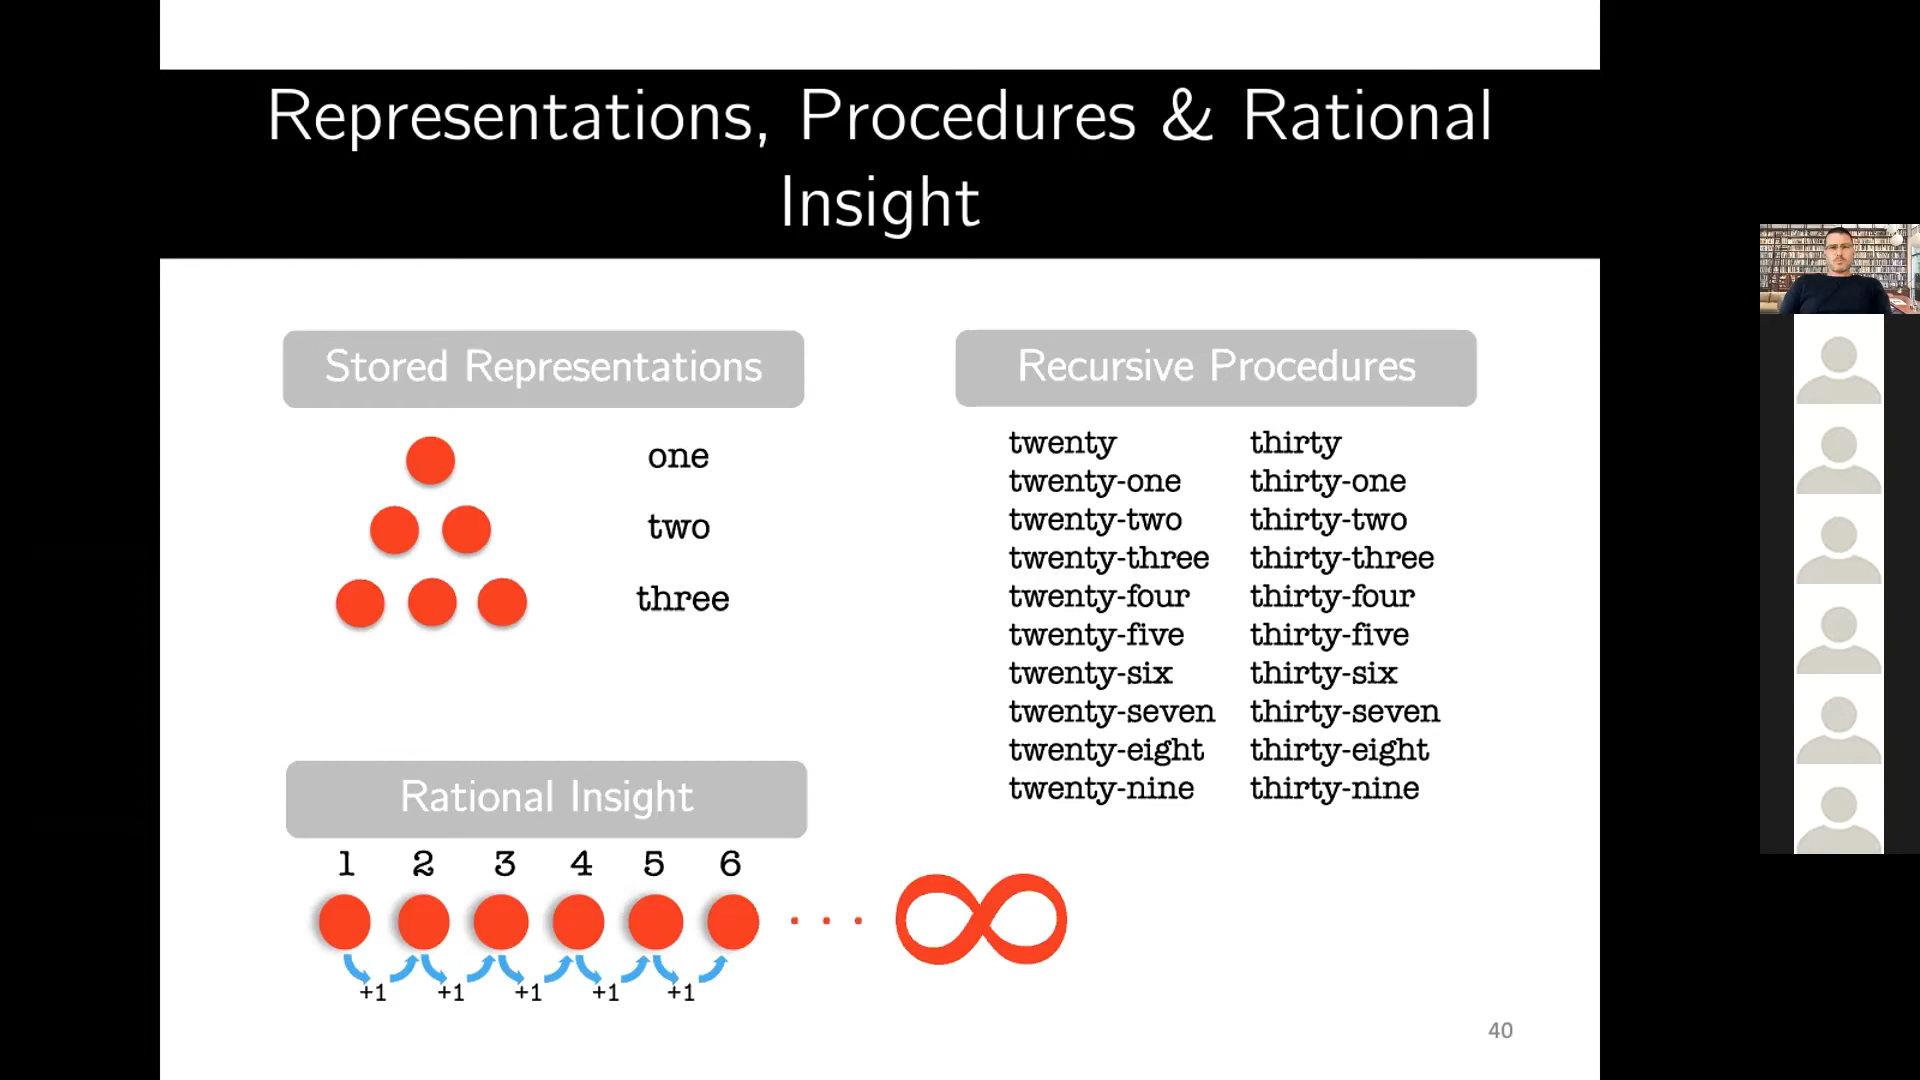 Representations, Procedures & Rational
Insight
Stored Representations
one
two
three
Recursive Procedures
twenty thirty
twenty-one thirty-one
twenty-two thirty-two
twenty-three thirty-three
twenty-four thirty-four
twenty-five thirty-five
twenty-six thirty-six
twenty-seven thirty-seven
twenty-eight thirty-eight
twenty-nine thirty-nine
Rational Insight
1 2 3 4 5 6
. . . ∞
+1 +1 +1 +1 +1
40